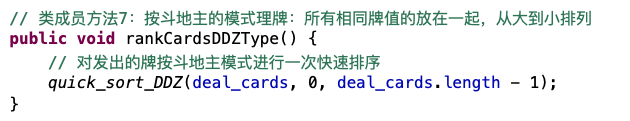 // 类成员方法7：按斗地主的模式理牌：所有相同牌值的放在一起，从大到小排列
public void rankCardsDDZType() {
// 对发出的牌按斗地主模式进行一次快速排序
quick_sort_DDZ(deal_cards, 0, deal_cards.length - 1);
}